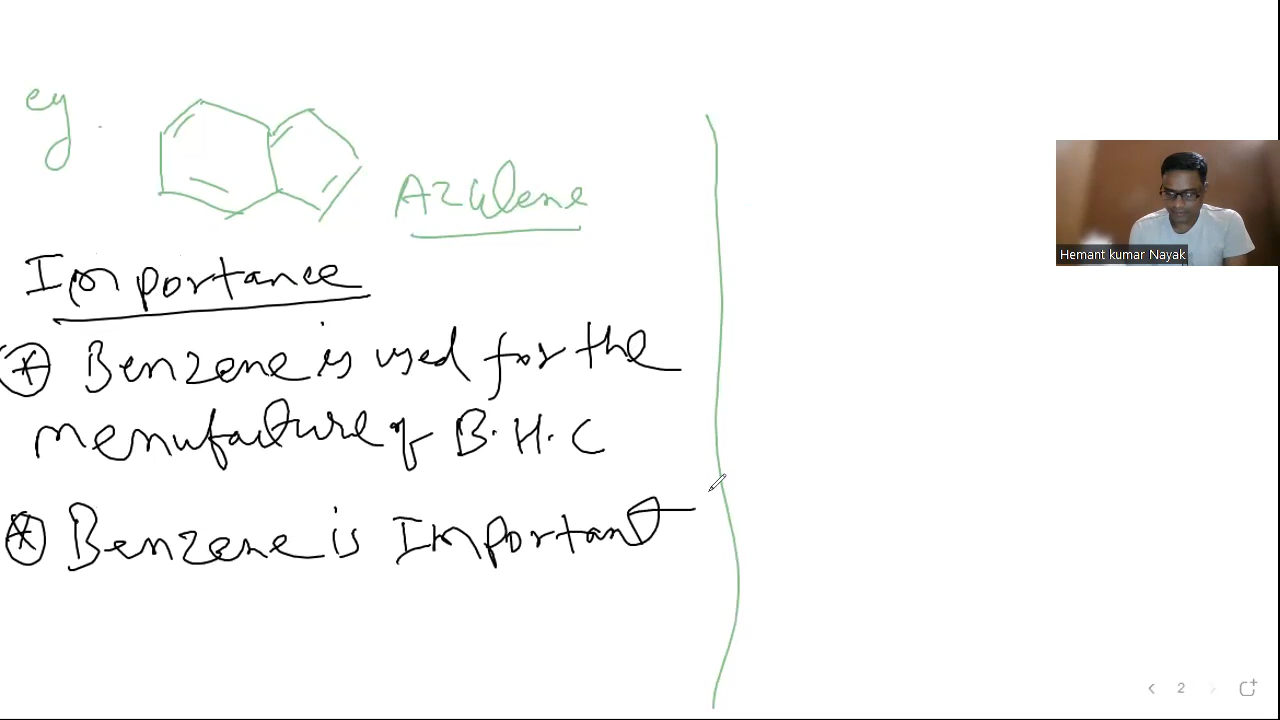 eg.
Azulene
Importance
Benzene is used for the
menufacture of B.H.C
Benzene is Important
Hemant kumar Nayak
2